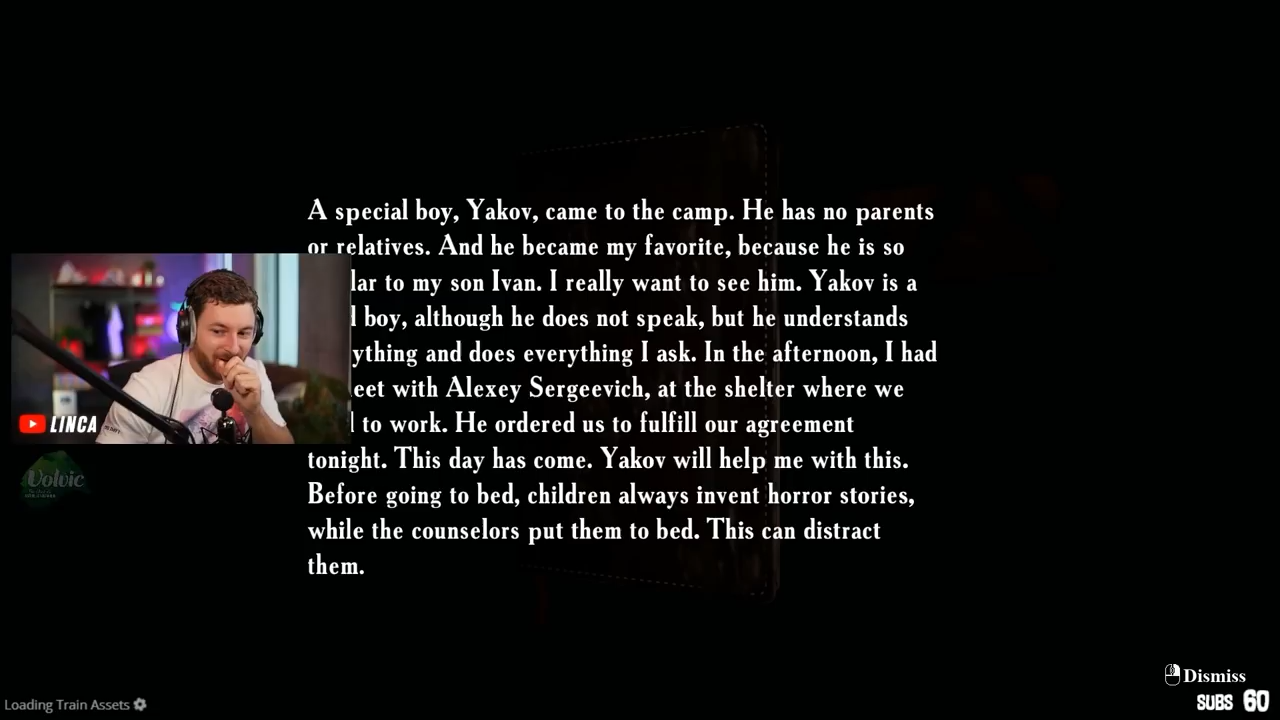 A special boy, Yakov, came to the camp. He has no parents
or relatives. And he became my favorite, because he is so
lar to my son Ivan. I really want to see him. Yakov is a
boy, although he does not speak, but he understands
ything and does everything I ask. In the afternoon, I had
eet with Alexey Sergeevich, at the shelter where we
to work. He ordered us to fulfill our agreement
tonight. This day has come. Yakov will help me with this.
Before going to bed, children always invent horror stories,
while the counselors put them to bed. This can distract
them.
LINCA
Volvic
Dismiss
Loading Train Assets
SUBS 60